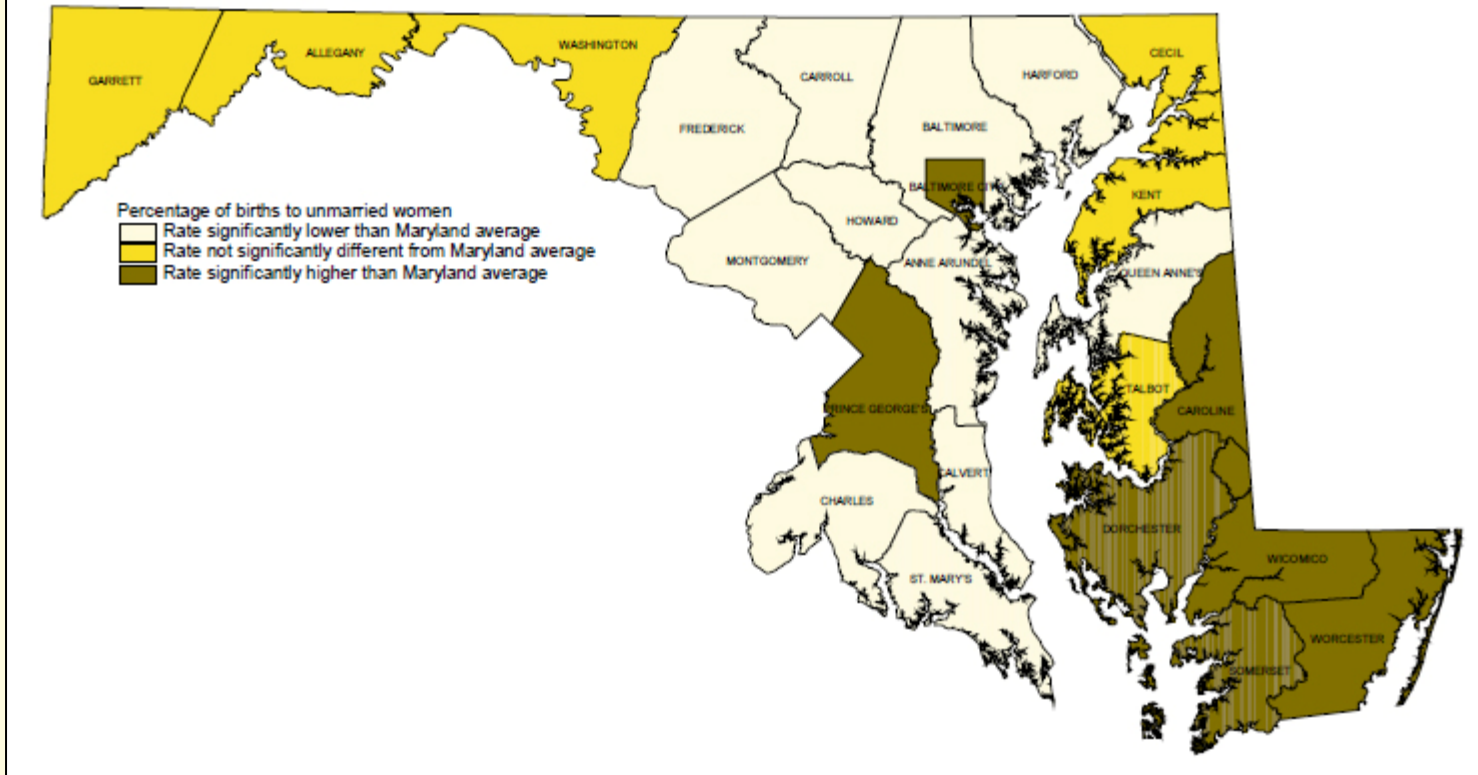 WASHINGTON
ALLEGANY
CECIL
GARRETT
CARROLL
HARFORD
FREDERICK
BALTIMORE
BALTIMORE CITY
KENT
Percentage of births to unmarried women
Rate significantly lower than Maryland average
Rate not significantly different from Maryland average
Rate significantly higher than Maryland average
HOWARD
MONTGOMERY
ANNE ARUNDEL
QUEEN ANNE'S
TALBOT
PRINCE GEORGE'S
CAROLINE
CALVERT
CHARLES
DORCHESTER
WICOMICO
ST. MARY'S
WORCESTER
SOMERSET